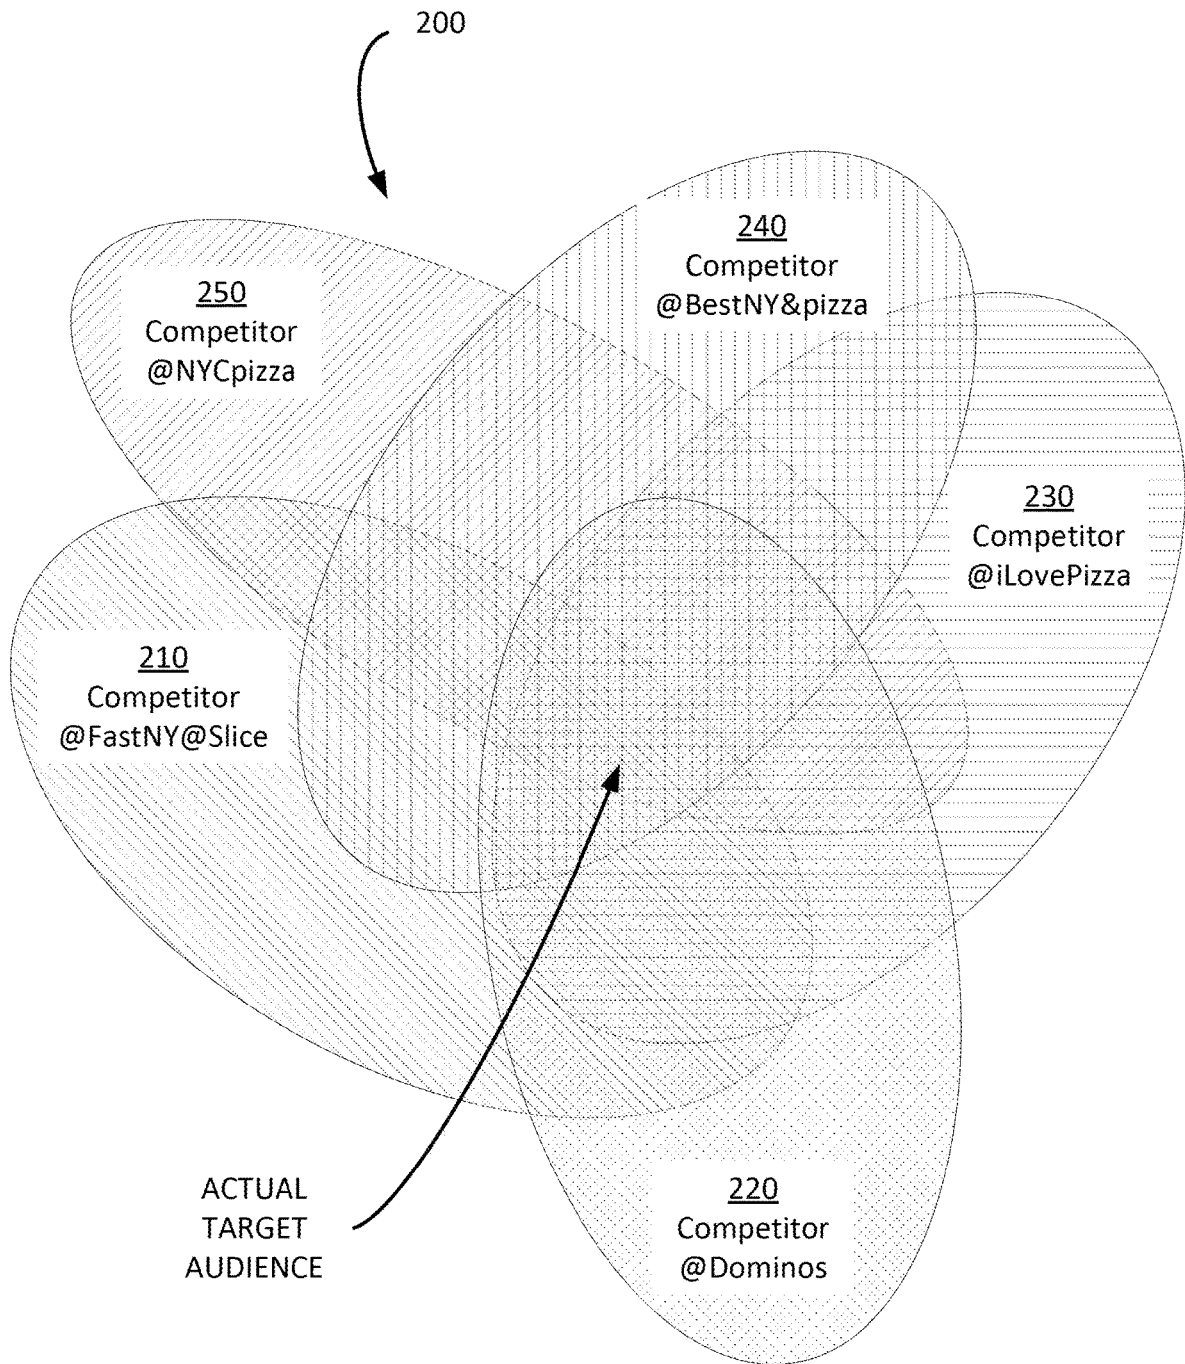 200
240
Competitor
@BestNY&pizza
250
Competitor
@NYCpizza
230
Competitor
@iLovePizza
210
Competitor
@FastNY@Slice
ACTUAL
TARGET
AUDIENCE
220
Competitor
@Dominos